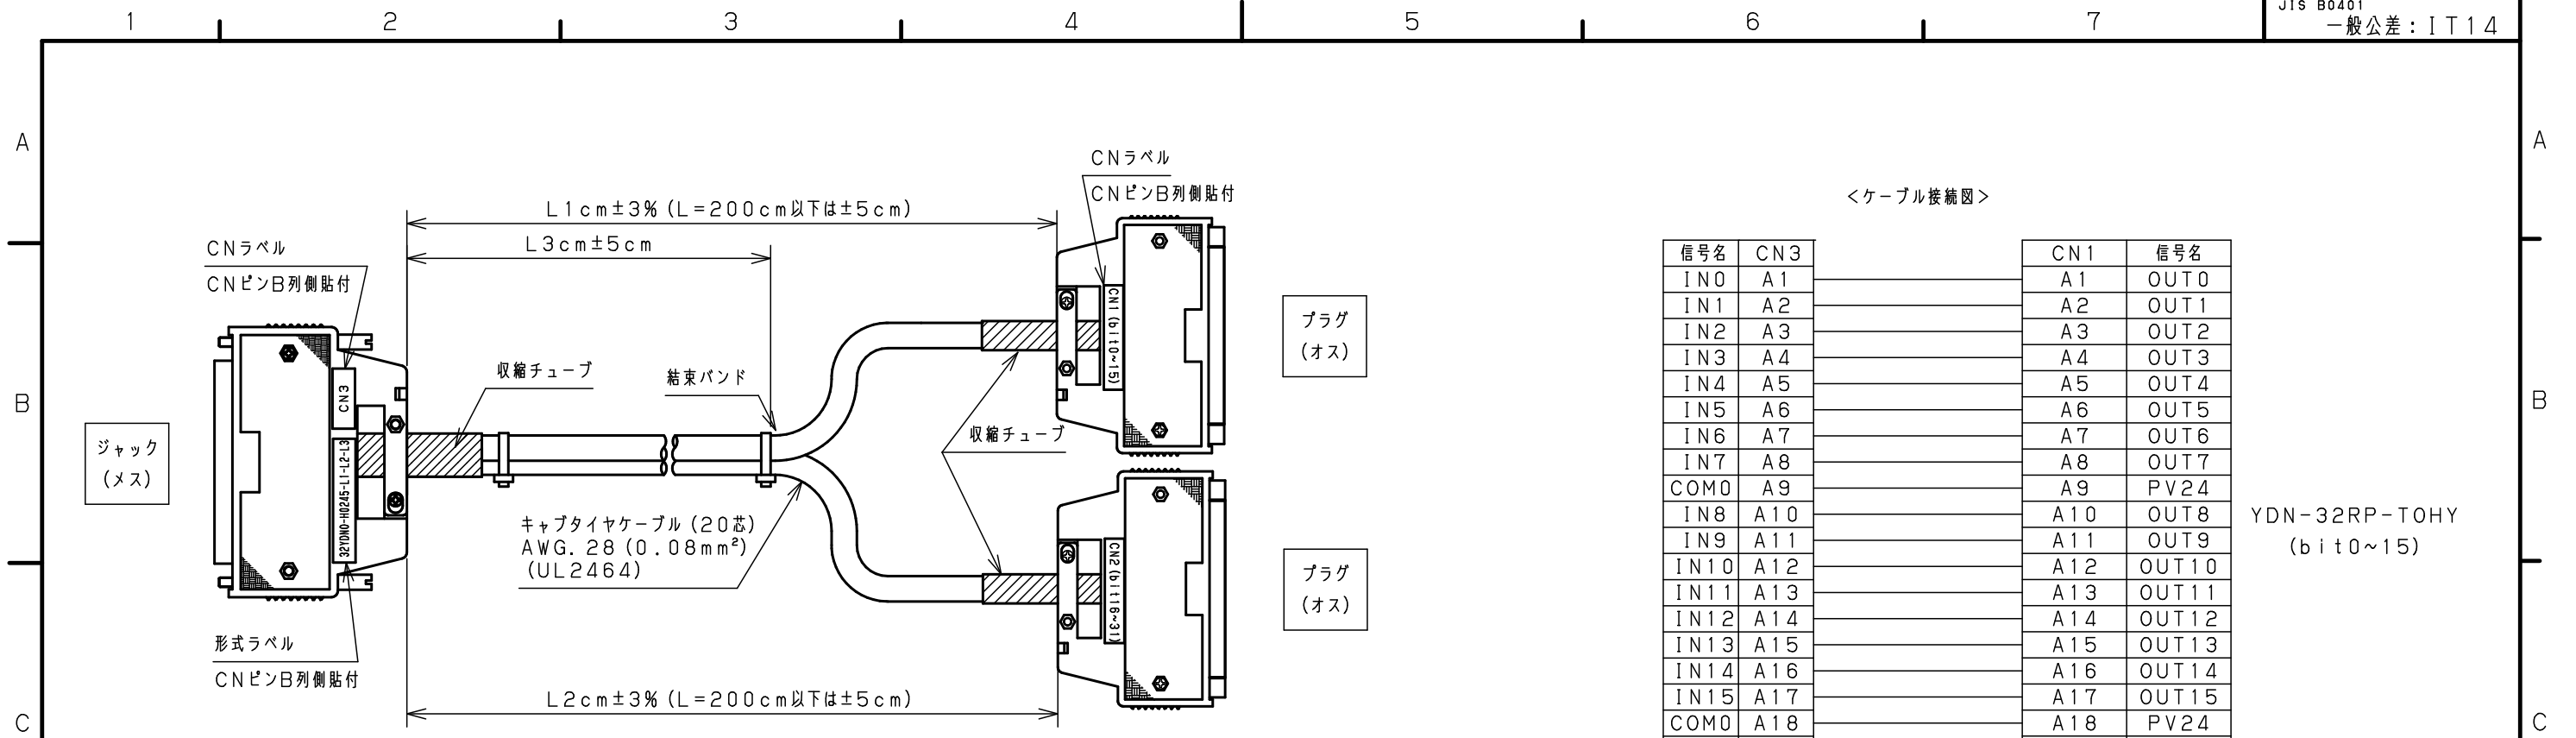 1 2 3 4 5 6 7
JIS B0401
一般公差：IT14
A A
B B
C C
CNラベル
CNピンB列側貼付
L1cm±3%(L=200cm以下は±5cm)
L3cm±5cm
CNラベル
CNピンB列側貼付
CN3
32YDNO-H0245-L1-L2-L3
ジャック
(メス)
収縮チューブ
結束バンド
収縮チューブ
CN1(bit0~15)
CN2(bit16~31)
プラグ
(オス)
プラグ
(オス)
キャブタイヤケーブル(20芯)
AWG.28(0.08mm²)
(UL2464)
形式ラベル
CNピンB列側貼付
L2cm±3%(L=200cm以下は±5cm)
<ケーブル接続図>
信号名 CN3 CN1 信号名
IN0 A1 A1 OUT0
IN1 A2 A2 OUT1
IN2 A3 A3 OUT2
IN3 A4 A4 OUT3
IN4 A5 A5 OUT4
IN5 A6 A6 OUT5
IN6 A7 A7 OUT6
IN7 A8 A8 OUT7
COM0 A9 A9 PV24
IN8 A10 A10 OUT8
IN9 A11 A11 OUT9
IN10 A12 A12 OUT10
IN11 A13 A13 OUT11
IN12 A14 A14 OUT12
IN13 A15 A15 OUT13
IN14 A16 A16 OUT14
IN15 A17 A17 OUT15
COM0 A18 A18 PV24
YDN-32RP-TOHY
(bit0~15)